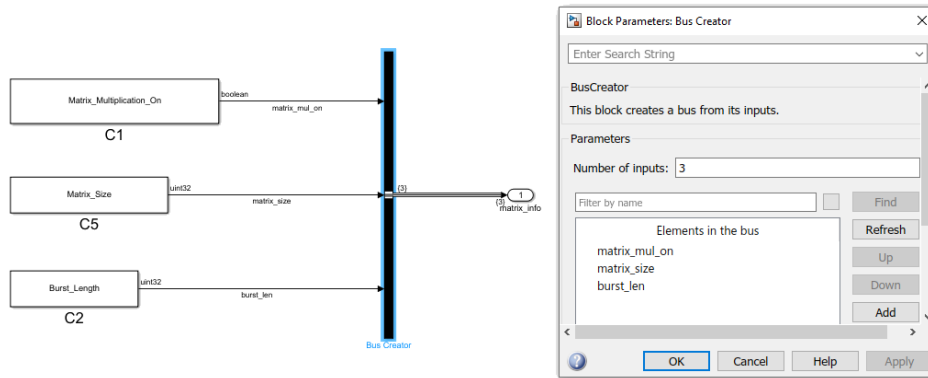 Matrix_Multiplication_On
boolean
matrix_mul_on
C1
Matrix_Size
uint32
matrix_size
C5
{3}
{3}
1
matrix_info
Burst_Length
uint32
burst_len
C2
Bus Creator
Block Parameters: Bus Creator
Enter Search String
BusCreator
This block creates a bus from its inputs.
Parameters
Number of inputs: 3
Filter by name
Find
Elements in the bus
Refresh
matrix_mul_on
matrix_size
burst_len
Up
Down
Add
OK
Cancel
Help
Apply